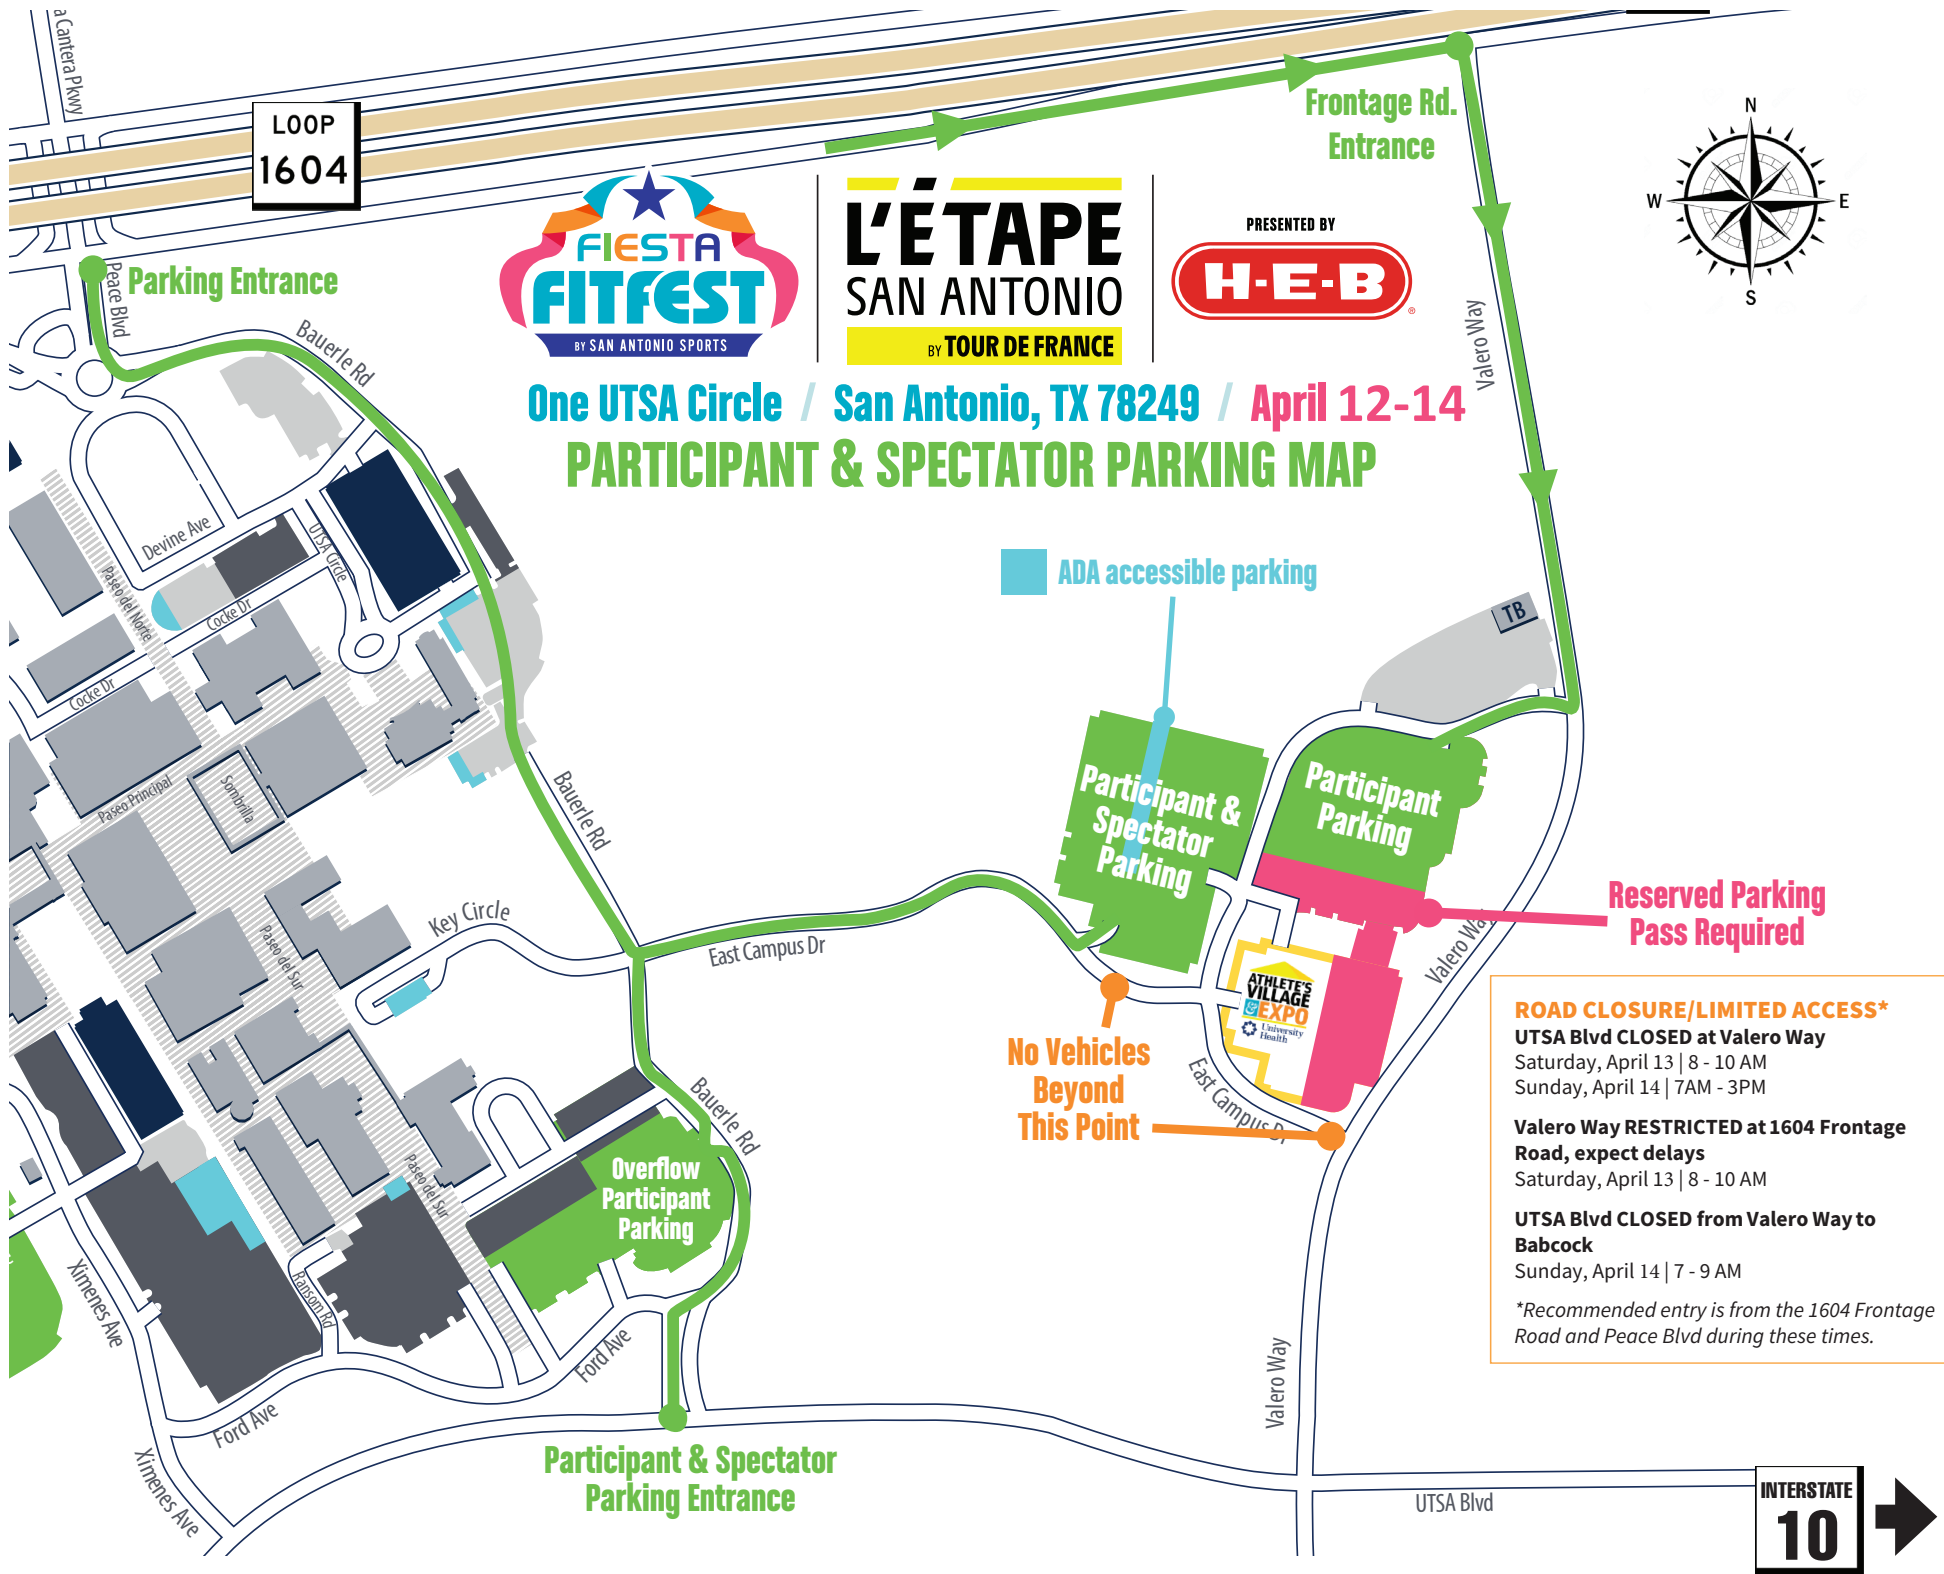 a Cantera Pkwy
LOOP
1604
Frontage Rd.
Entrance
N
W
E
S
FIESTA
FITFEST
BY SAN ANTONIO SPORTS
L'ÉTAPE
SAN ANTONIO
BY TOUR DE FRANCE
PRESENTED BY
H-E-B
®
Peace Blvd
Parking Entrance
Bauerle Rd
Valero Way
One UTSA Circle / San Antonio, TX 78249 / April 12-14
PARTICIPANT & SPECTATOR PARKING MAP
Devine Ave
UTSA Circle
Paseo del Norte
Cocke Dr
Cocke Dr
ADA accessible parking
TB
Paseo Principal
Sombrilla
Bauerle Rd
Participant &
Spectator
Parking
Participant
Parking
Key Circle
Paseo del Sur
East Campus Dr
Reserved Parking
Pass Required
Valero Way
ATHLETE'S
VILLAGE
& EXPO
University
Health
No Vehicles
Beyond
This Point
East Campus Dr
ROAD CLOSURE/LIMITED ACCESS*
UTSA Blvd CLOSED at Valero Way
Saturday, April 13 | 8 - 10 AM
Sunday, April 14 | 7AM - 3PM
Valero Way RESTRICTED at 1604 Frontage
Road, expect delays
Saturday, April 13 | 8 - 10 AM
UTSA Blvd CLOSED from Valero Way to
Babcock
Sunday, April 14 | 7 - 9 AM
*Recommended entry is from the 1604 Frontage
Road and Peace Blvd during these times.
Bauerle Rd
Overflow
Participant
Parking
Paseo del Sur
Ximenes Ave
Ransom Rd
Ford Ave
Ford Ave
Ximenes Ave
Valero Way
Participant & Spectator
Parking Entrance
UTSA Blvd
INTERSTATE
10